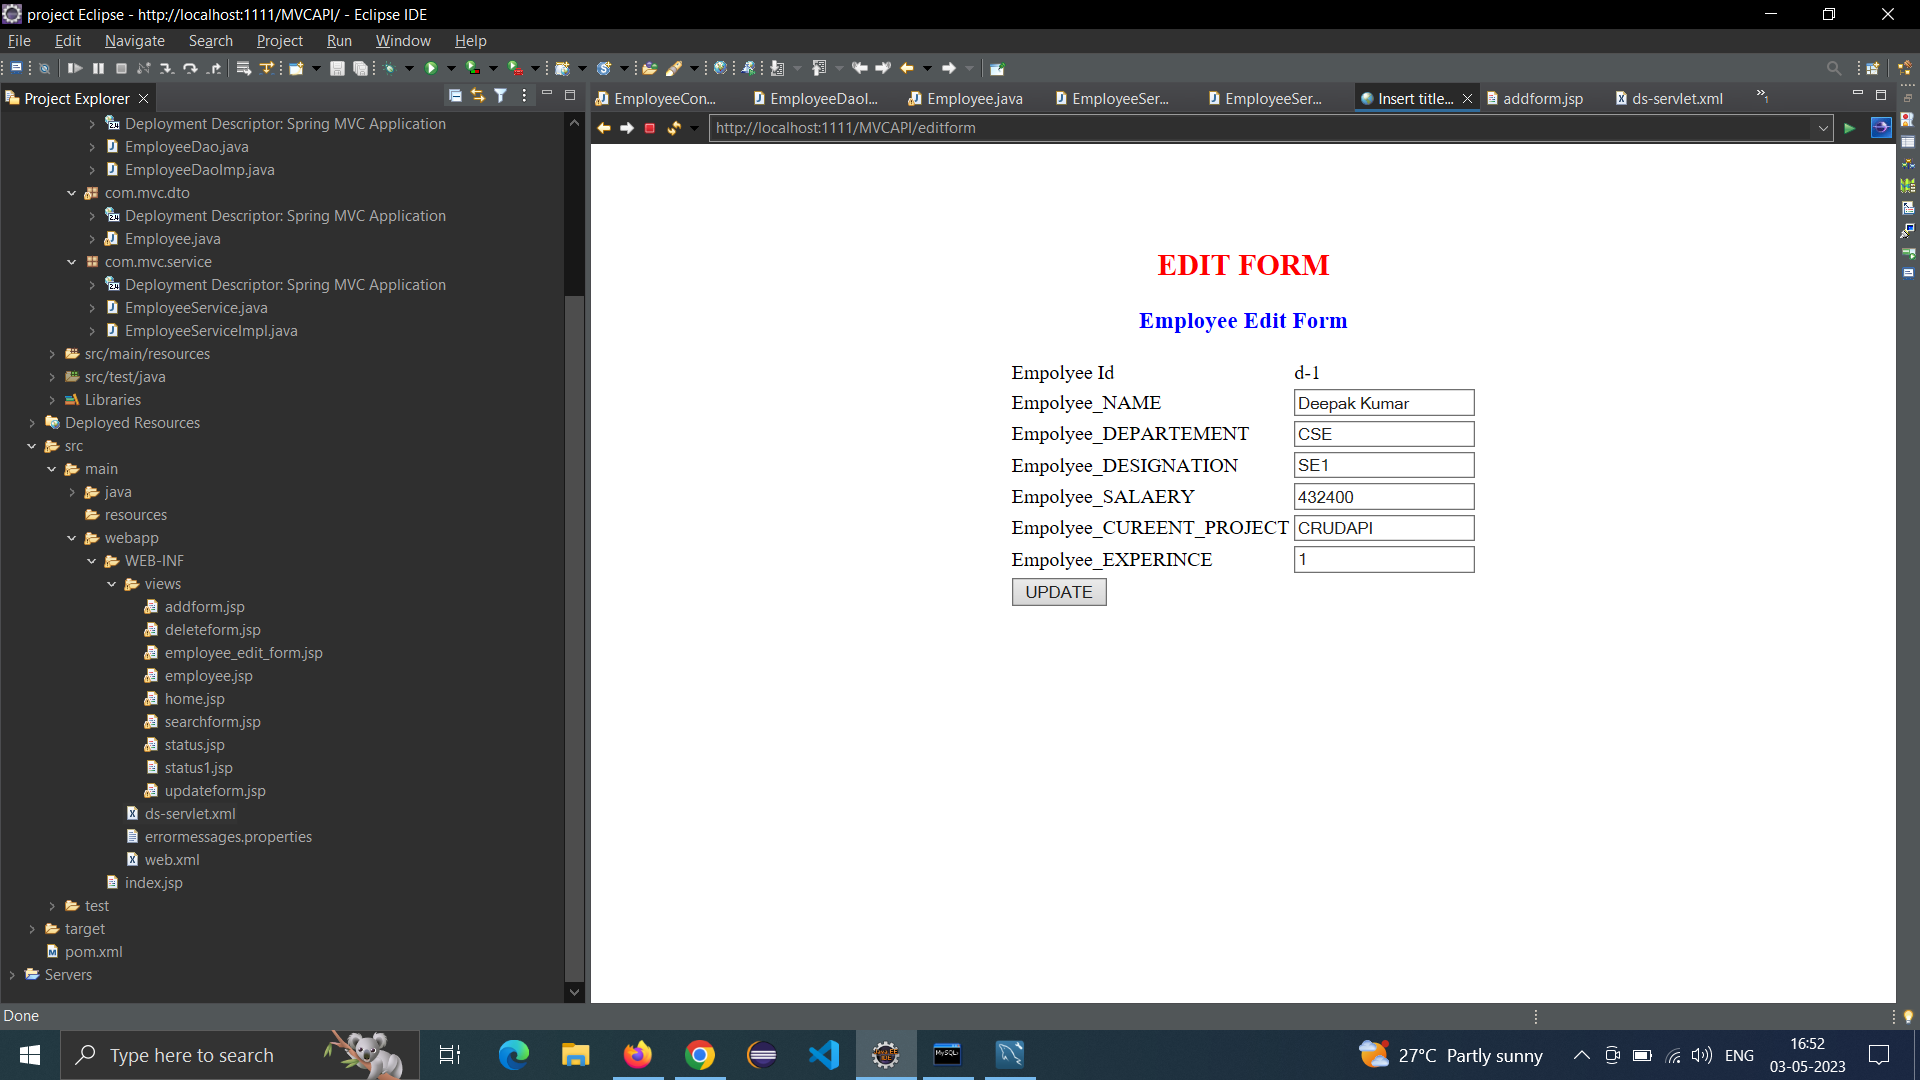 project Eclipse - http://localhost:1111/MVCAPI/ - Eclipse IDE
File Edit Navigate Search Project Run Window Help
Project Explorer
EmployeeCon... EmployeeDaoI... Employee.java EmployeeSer... EmployeeSer... Insert title... addform.jsp ds-servlet.xml »1
http://localhost:1111/MVCAPI/editform
Deployment Descriptor: Spring MVC Application
EmployeeDao.java
EmployeeDaoImp.java
com.mvc.dto
Deployment Descriptor: Spring MVC Application
Employee.java
com.mvc.service
Deployment Descriptor: Spring MVC Application
EmployeeService.java
EmployeeServiceImpl.java
src/main/resources
src/test/java
Libraries
Deployed Resources
src
main
java
resources
webapp
WEB-INF
views
addform.jsp
deleteform.jsp
employee_edit_form.jsp
employee.jsp
home.jsp
searchform.jsp
status.jsp
status1.jsp
updateform.jsp
ds-servlet.xml
errormessages.properties
web.xml
index.jsp
test
target
pom.xml
Servers
EDIT FORM
Employee Edit Form
Empolyee Id d-1
Empolyee_NAME Deepak Kumar
Empolyee_DEPARTEMENT CSE
Empolyee_DESIGNATION SE1
Empolyee_SALAERY 432400
Empolyee_CUREENT_PROJECT CRUDAPI
Empolyee_EXPERINCE 1
UPDATE
Done
Type here to search
27°C Partly sunny
ENG
16:52
03-05-2023